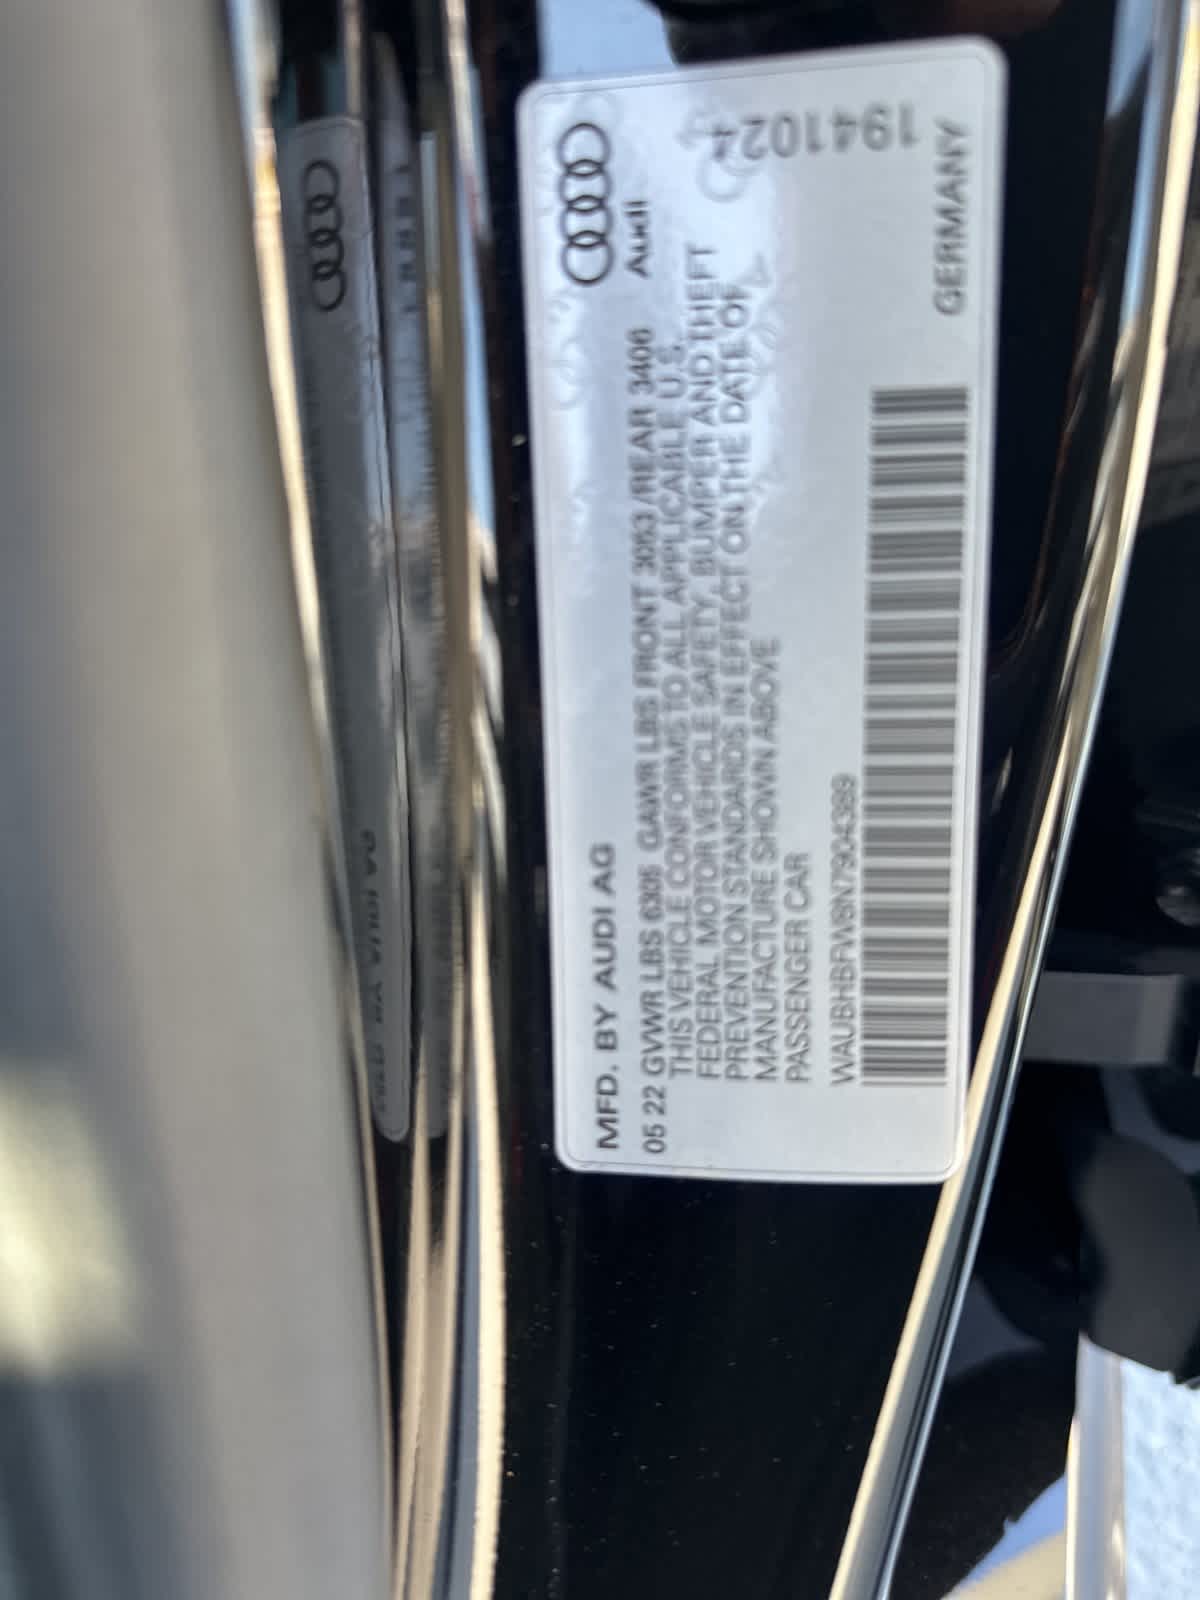 MFD. BY AUDI AG
Audi
05 22 GVWR LBS 6305 GAWR LBS FRONT 3053 /REAR 3406
THIS VEHICLE CONFORMS TO ALL APPLICABLE U.S.
FEDERAL MOTOR VEHICLE SAFETY, BUMPER AND THEFT
PREVENTION STANDARDS IN EFFECT ON THE DATE OF
MANUFACTURE SHOWN ABOVE
PASSENGER CAR
1941024
WAUBHBFW8N7904389
GERMANY